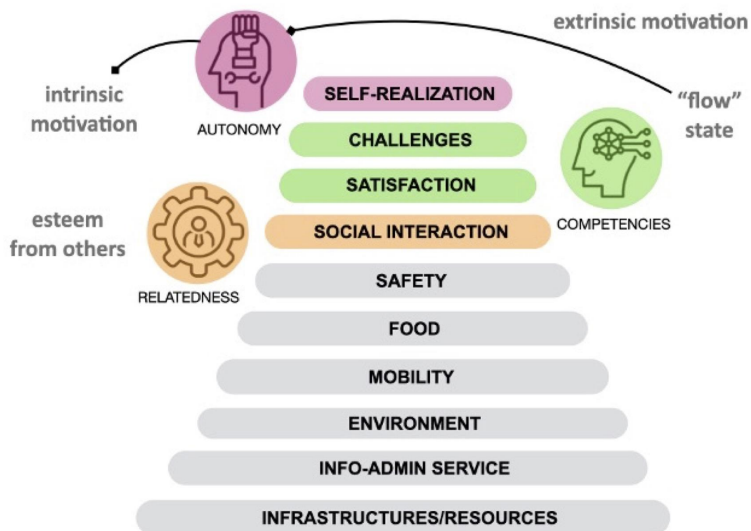 extrinsic motivation
intrinsic
motivation
AUTONOMY
SELF-REALIZATION
"flow"
state
CHALLENGES
SATISFACTION
COMPETENCIES
esteem
from others
RELATEDNESS
SOCIAL INTERACTION
SAFETY
FOOD
MOBILITY
ENVIRONMENT
INFO-ADMIN SERVICE
INFRASTRUCTURES/RESOURCES